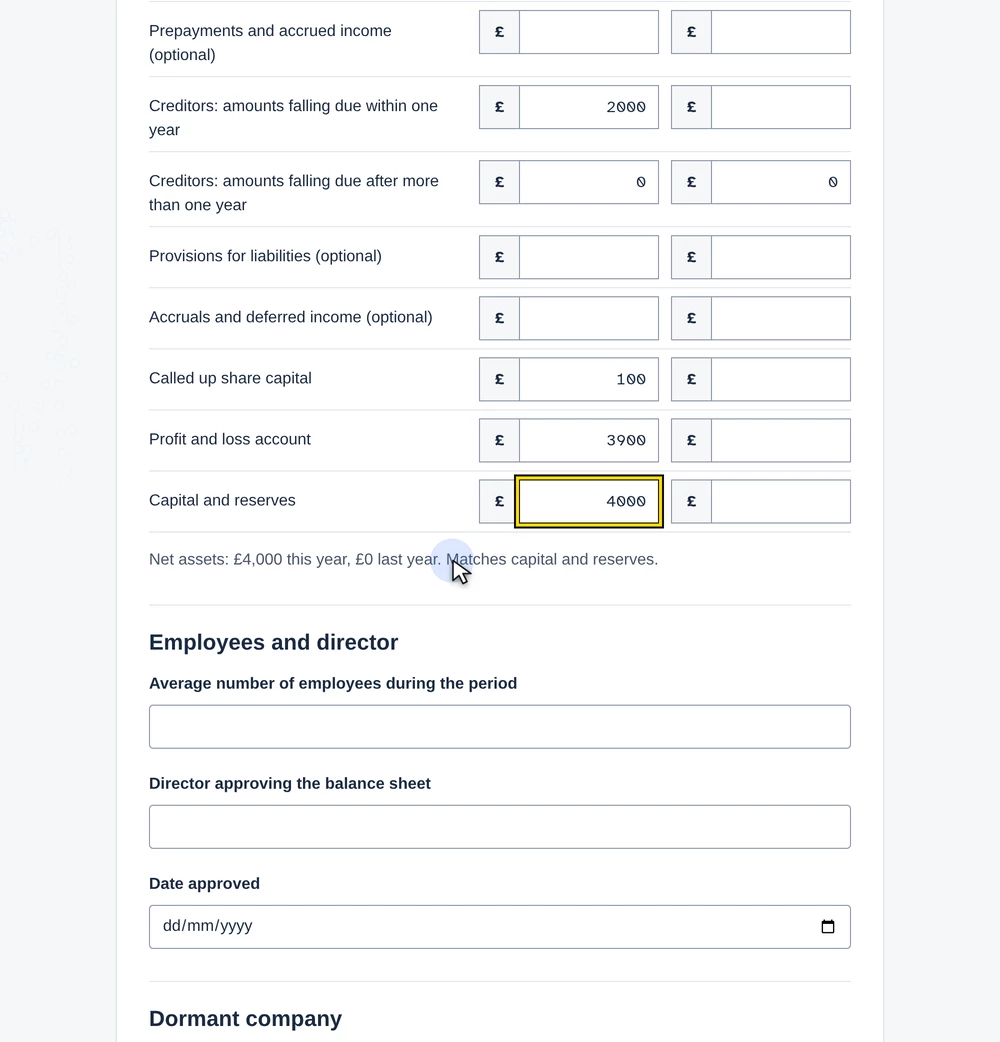 Prepayments and accrued income
(optional)
£
£
Creditors: amounts falling due within one
year
£ 2000
£
Creditors: amounts falling due after more
than one year
£ 0
£ 0
Provisions for liabilities (optional)
£
£
Accruals and deferred income (optional)
£
£
Called up share capital
£ 100
£
Profit and loss account
£ 3900
£
Capital and reserves
£ 4000
£
Net assets: £4,000 this year, £0 last year. Matches capital and reserves.
Employees and director
Average number of employees during the period
Director approving the balance sheet
Date approved
dd/mm/yyyy
Dormant company